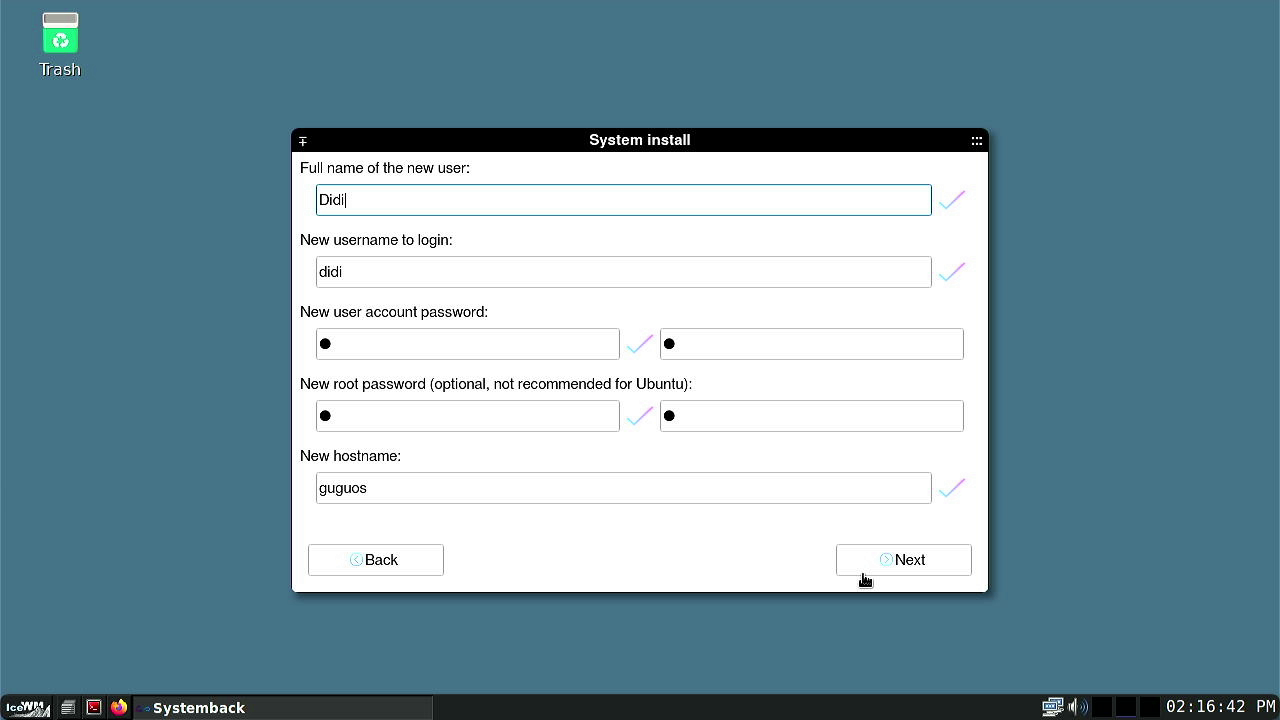 Trash
System install
Full name of the new user:
Didi
New username to login:
didi
New user account password:
New root password (optional, not recommended for Ubuntu):
New hostname:
guguos
Back
Next
IceWM
Systemback
02:16:42 PM